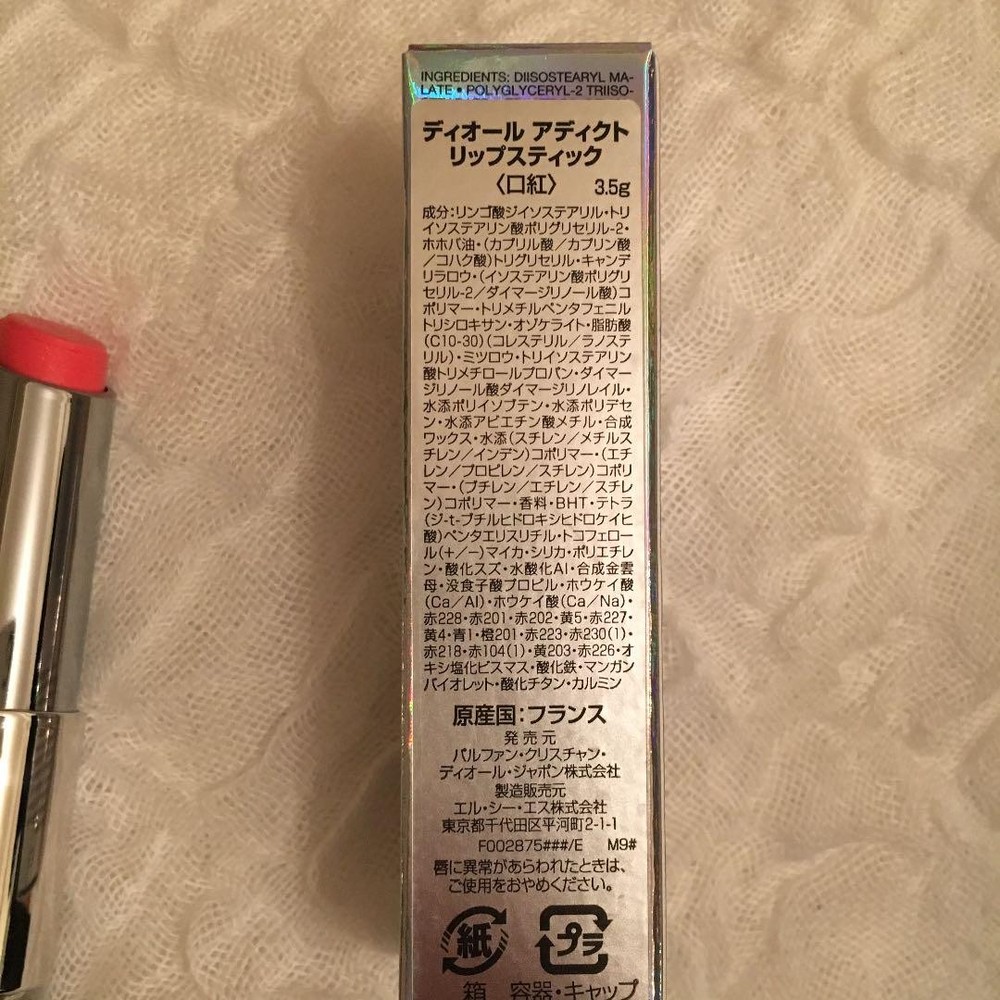 INGREDIENTS: DIISOSTEARYL MA-
LATE • POLYGLYCERYL-2 TRIISO-
ディオール アディクト
リップスティック
〈口紅〉 3.5g
成分:リンゴ酸ジイソステアリル・トリ
イソステアリン酸ポリグリセリル-2・
ホホバ油・(カプリル酸/カプリン酸
/コハク酸)トリグリセリル・キャンデ
リラロウ・(イソステアリン酸ポリグリ
セリル-2/ダイマージリノール酸)コ
ポリマー・トリメチルペンタフェニル
トリシロキサン・オゾケライト・脂肪酸
(C10-30)(コレステリル/ラノステ
リル)・ミツロウ・トリイソステアリン
酸トリメチロールプロパン・ダイマー
ジリノール酸ダイマージリノレイル・
水添ポリイソブテン・水添ポリデセ
ン・水添アビエチン酸メチル・合成
ワックス・水添(スチレン/メチルス
チレン/インデン)コポリマー・(エチ
レン/プロピレン/スチレン)コポリ
マー・(ブチレン/エチレン/スチレ
ン)コポリマー・香料・BHT・テトラ
(ジ-t-ブチルヒドロキシヒドロケイヒ
酸)ペンタエリスリチル・トコフェロー
ル(+/-)マイカ・シリカ・ポリエチレ
ン・酸化スズ・水酸化Al・合成金雲
母・没食子酸プロピル・ホウケイ酸
(Ca/Al)・ホウケイ酸(Ca/Na)・
赤228・赤201・赤202・黄5・赤227・
黄4・青1・橙201・赤223・赤230(1)・
赤218・赤104(1)・黄203・赤226・オ
キシ塩化ビスマス・酸化鉄・マンガン
バイオレット・酸化チタン・カルミン
原産国:フランス
発売元
パルファン・クリスチャン・
ディオール・ジャポン株式会社
製造販売元
エル・シー・エス株式会社
東京都千代田区平河町2-1-1
F002875###/E M9#
唇に異常があらわれたときは、
ご使用をおやめください。
紙 プラ
箱 容器・キャップ